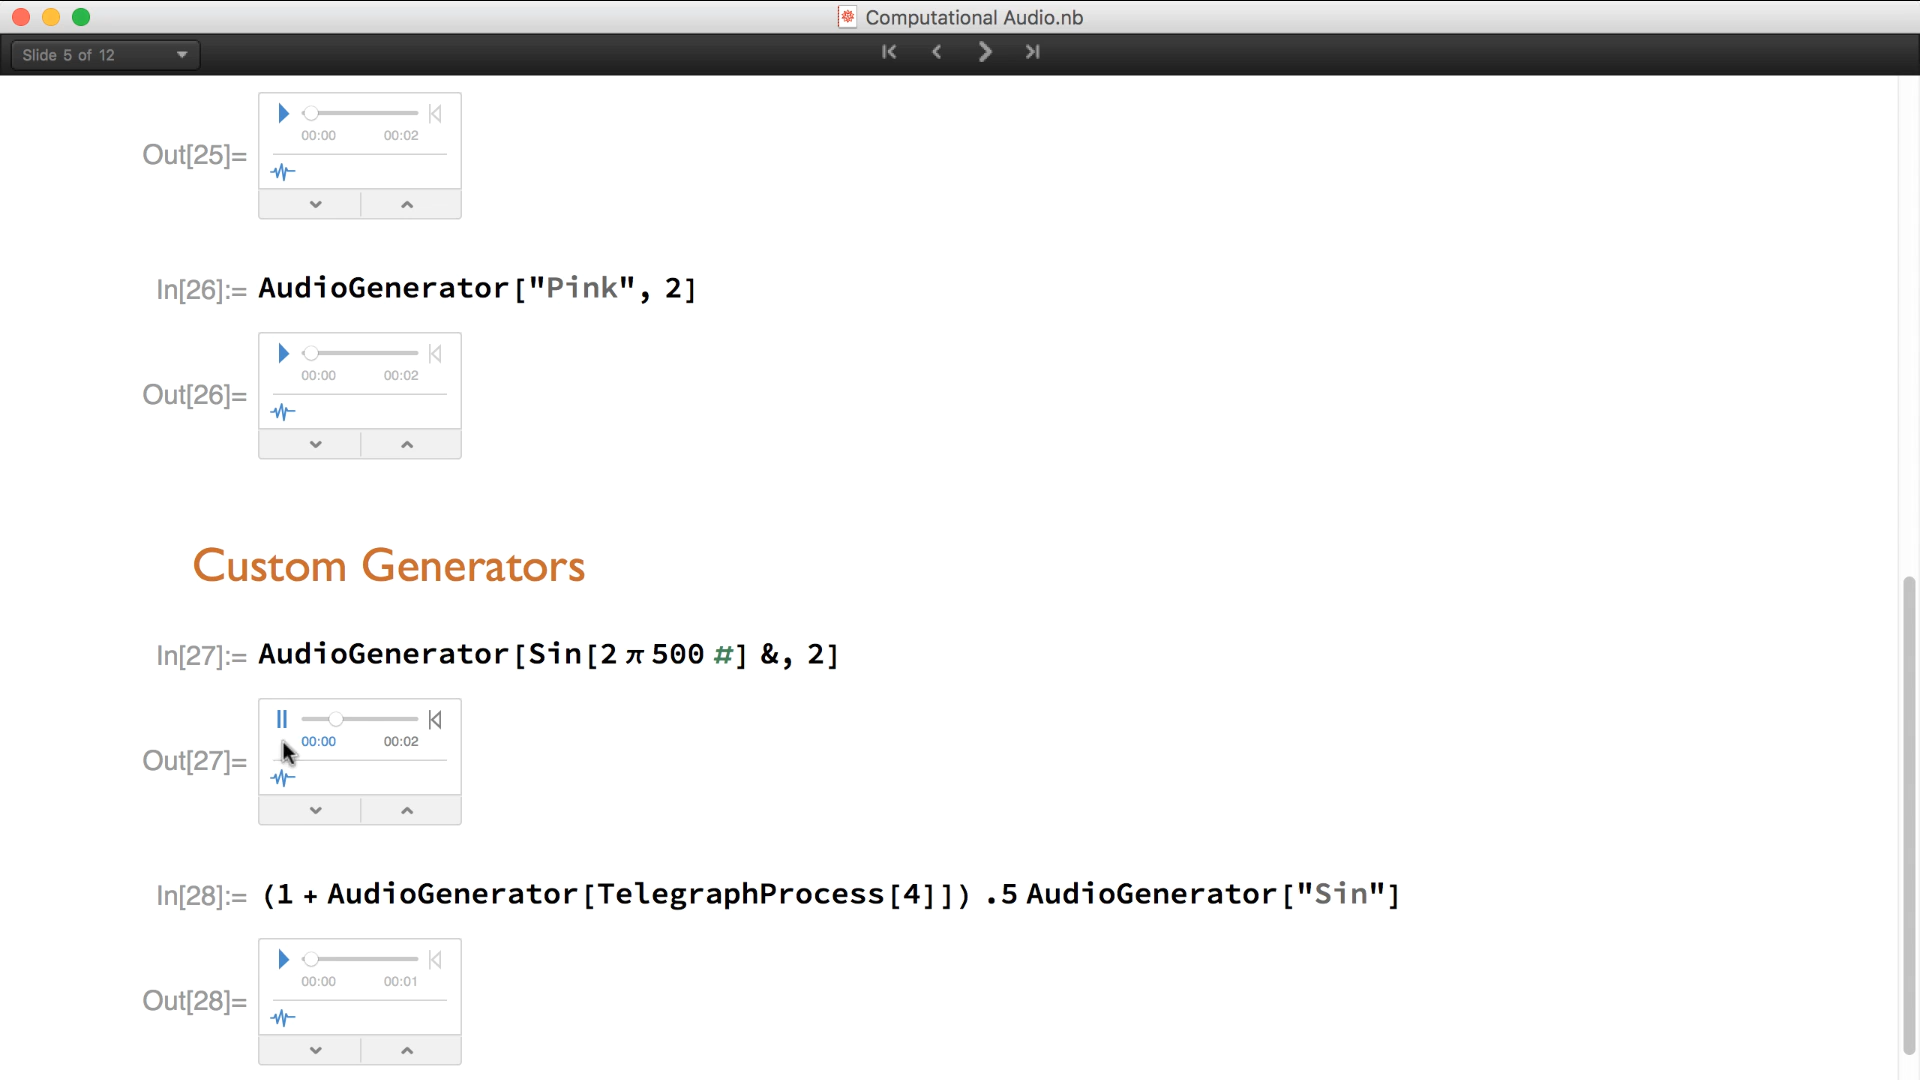 Computational Audio.nb
Slide 5 of 12
00:00 00:02
Out[25]=
In[26]:= AudioGenerator["Pink", 2]
00:00 00:02
Out[26]=
Custom Generators
In[27]:= AudioGenerator[Sin[2 π 500 #] &, 2]
00:00 00:02
Out[27]=
In[28]:= (1 + AudioGenerator[TelegraphProcess[4]]) .5 AudioGenerator["Sin"]
00:00 00:01
Out[28]=